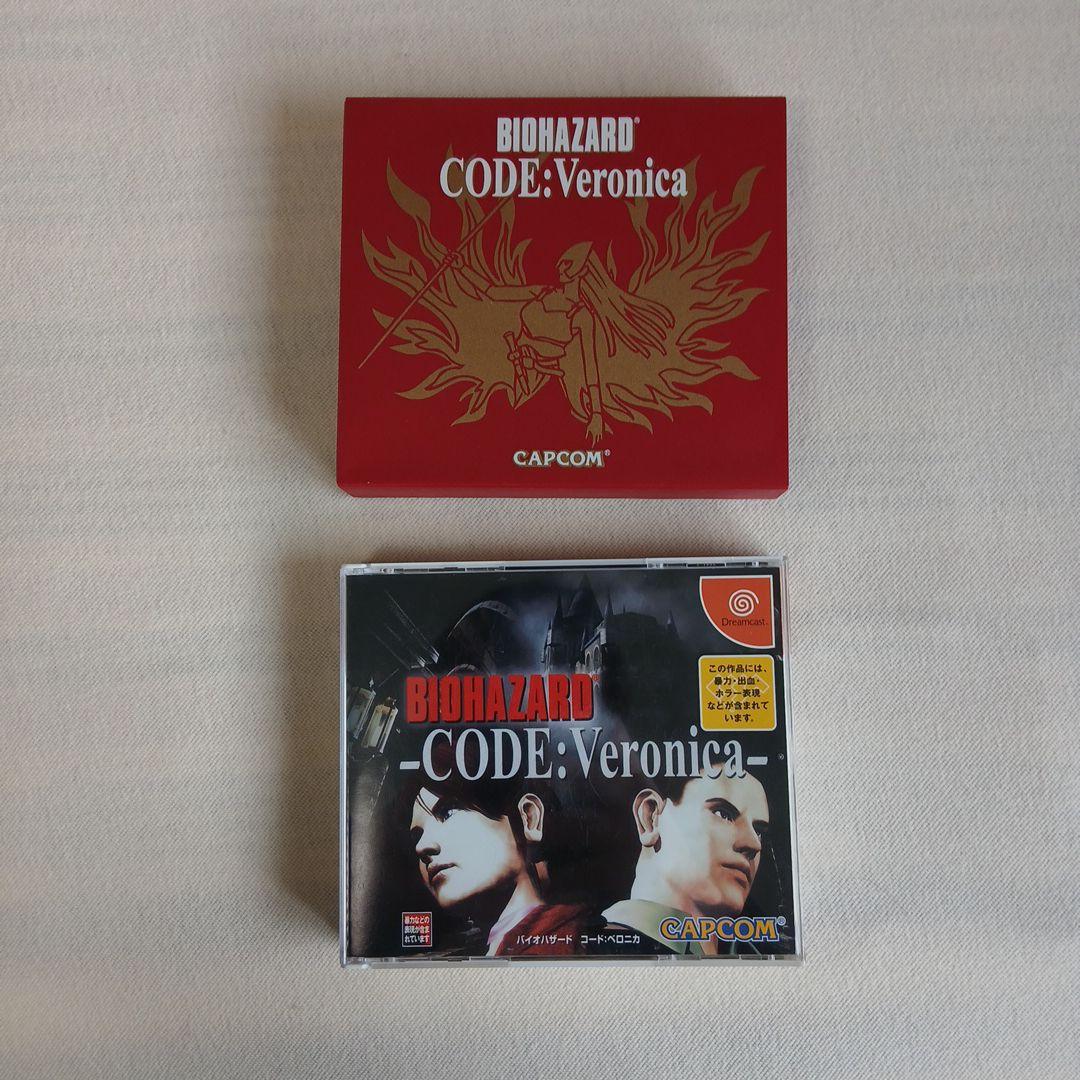 BIOHAZARD®
CODE:Veronica
CAPCOM®
Dreamcast™
この作品には、
暴力・出血・
ホラー表現
などが含まれて
います。
BIOHAZARD®
-CODE:Veronica-
暴力などの
表現が含ま
れています
バイオハザード コード:ベロニカ
CAPCOM®